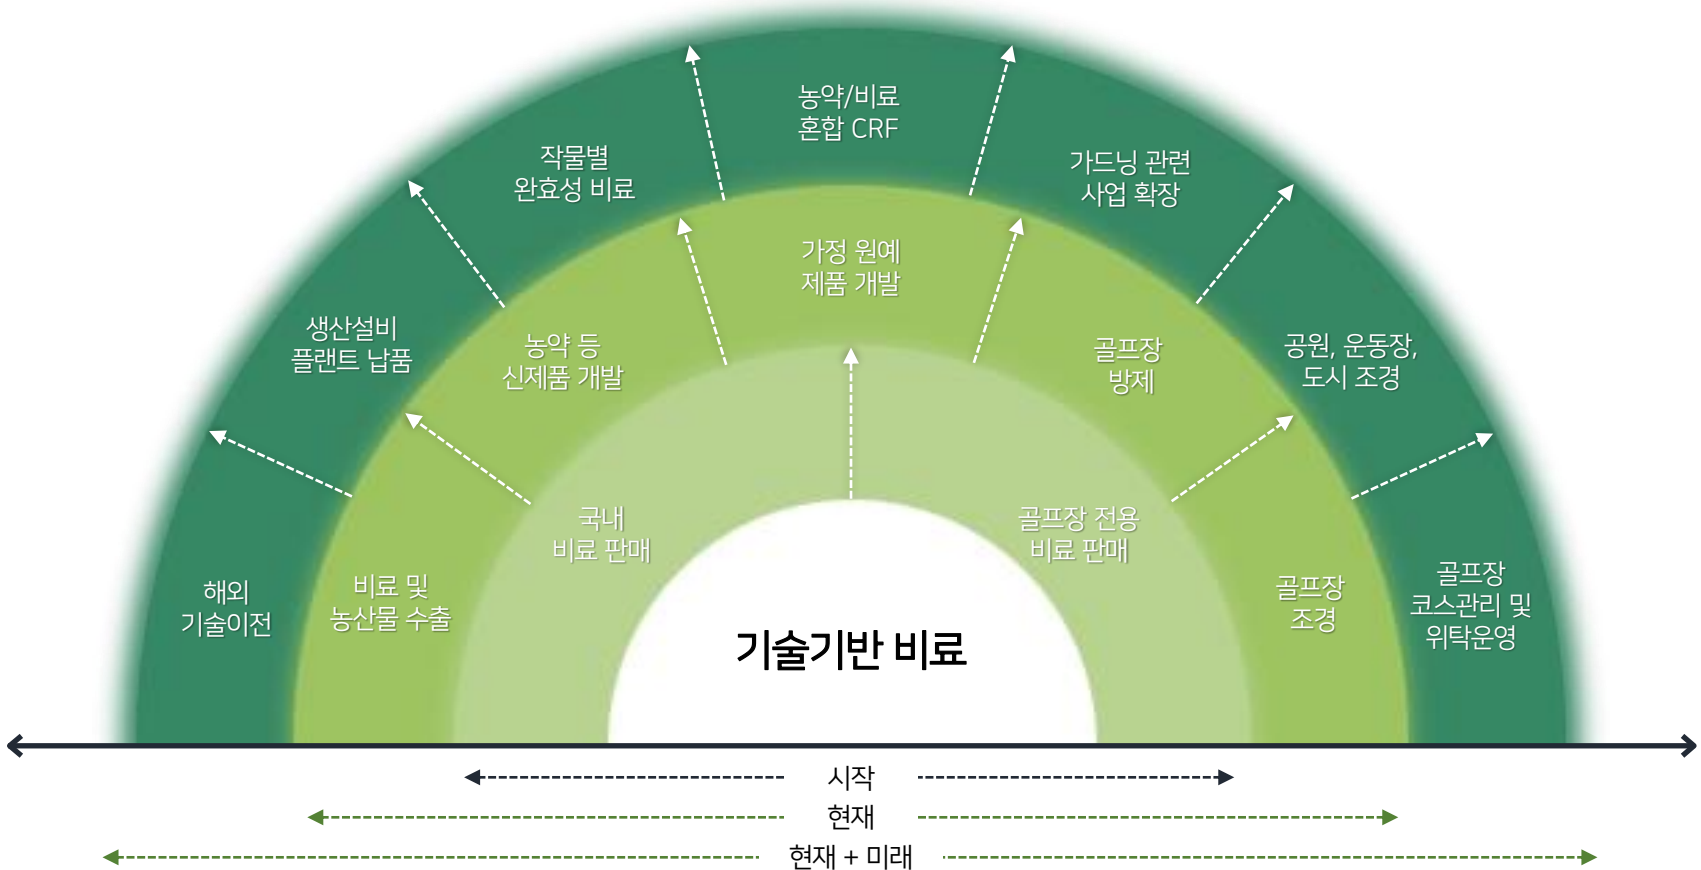 농약/비료
혼합 CRF
작물별
완효성 비료
가드닝 관련
사업 확장
생산설비
플랜트 납품
공원, 운동장,
도시 조경
해외
기술이전
골프장
코스관리 및
위탁운영
가정 원예
제품 개발
농약 등
신제품 개발
골프장
방제
비료 및
농산물 수출
골프장
조경
국내
비료 판매
골프장 전용
비료 판매
기술기반 비료
시작
현재
현재 + 미래